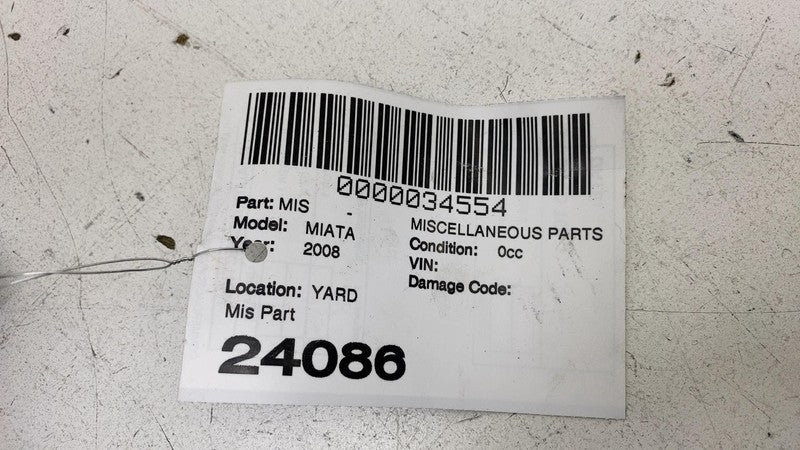 0000034554
Part: MIS -
MISCELLANEOUS PARTS
Model: MIATA
Condition: 0cc
Year: 2008
VIN:
Damage Code:
Location: YARD
Mis Part
24086